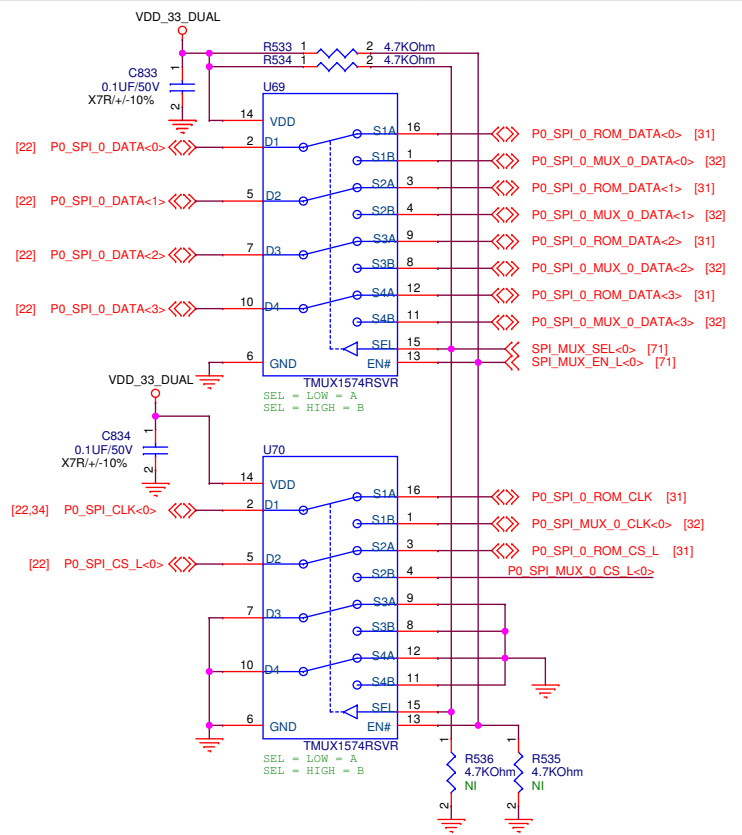 VDD_33_DUAL
R533 1 2 4.7KOhm
R534 1 2 4.7KOhm
C833
0.1UF/50V
X7R/+/-10%
1
2
U69
14 VDD
[22] P0_SPI_0_DATA<0> 2 D1
S1A 16 P0_SPI_0_ROM_DATA<0> [31]
S1B 1 P0_SPI_0_MUX_0_DATA<0> [32]
[22] P0_SPI_0_DATA<1> 5 D2
S2A 3 P0_SPI_0_ROM_DATA<1> [31]
S2B 4 P0_SPI_0_MUX_0_DATA<1> [32]
[22] P0_SPI_0_DATA<2> 7 D3
S3A 9 P0_SPI_0_ROM_DATA<2> [31]
S3B 8 P0_SPI_0_MUX_0_DATA<2> [32]
[22] P0_SPI_0_DATA<3> 10 D4
S4A 12 P0_SPI_0_ROM_DATA<3> [31]
S4B 11 P0_SPI_0_MUX_0_DATA<3> [32]
SEL 15 SPI_MUX_SEL<0> [71]
6 GND EN# 13 SPI_MUX_EN_L<0> [71]
TMUX1574RSVR
SEL = LOW = A
SEL = HIGH = B
VDD_33_DUAL
C834
0.1UF/50V
X7R/+/-10%
1
2
U70
14 VDD
[22,34] P0_SPI_CLK<0> 2 D1
S1A 16 P0_SPI_0_ROM_CLK [31]
S1B 1 P0_SPI_MUX_0_CLK<0> [32]
[22] P0_SPI_CS_L<0> 5 D2
S2A 3 P0_SPI_0_ROM_CS_L [31]
S2B 4 P0_SPI_MUX_0_CS_L<0>
7 D3
S3A 9
S3B 8
10 D4
S4A 12
S4B 11
SEL 15
6 GND EN# 13
TMUX1574RSVR
SEL = LOW = A
SEL = HIGH = B
1
R536
4.7KOhm
NI
2
1
R535
4.7KOhm
NI
2